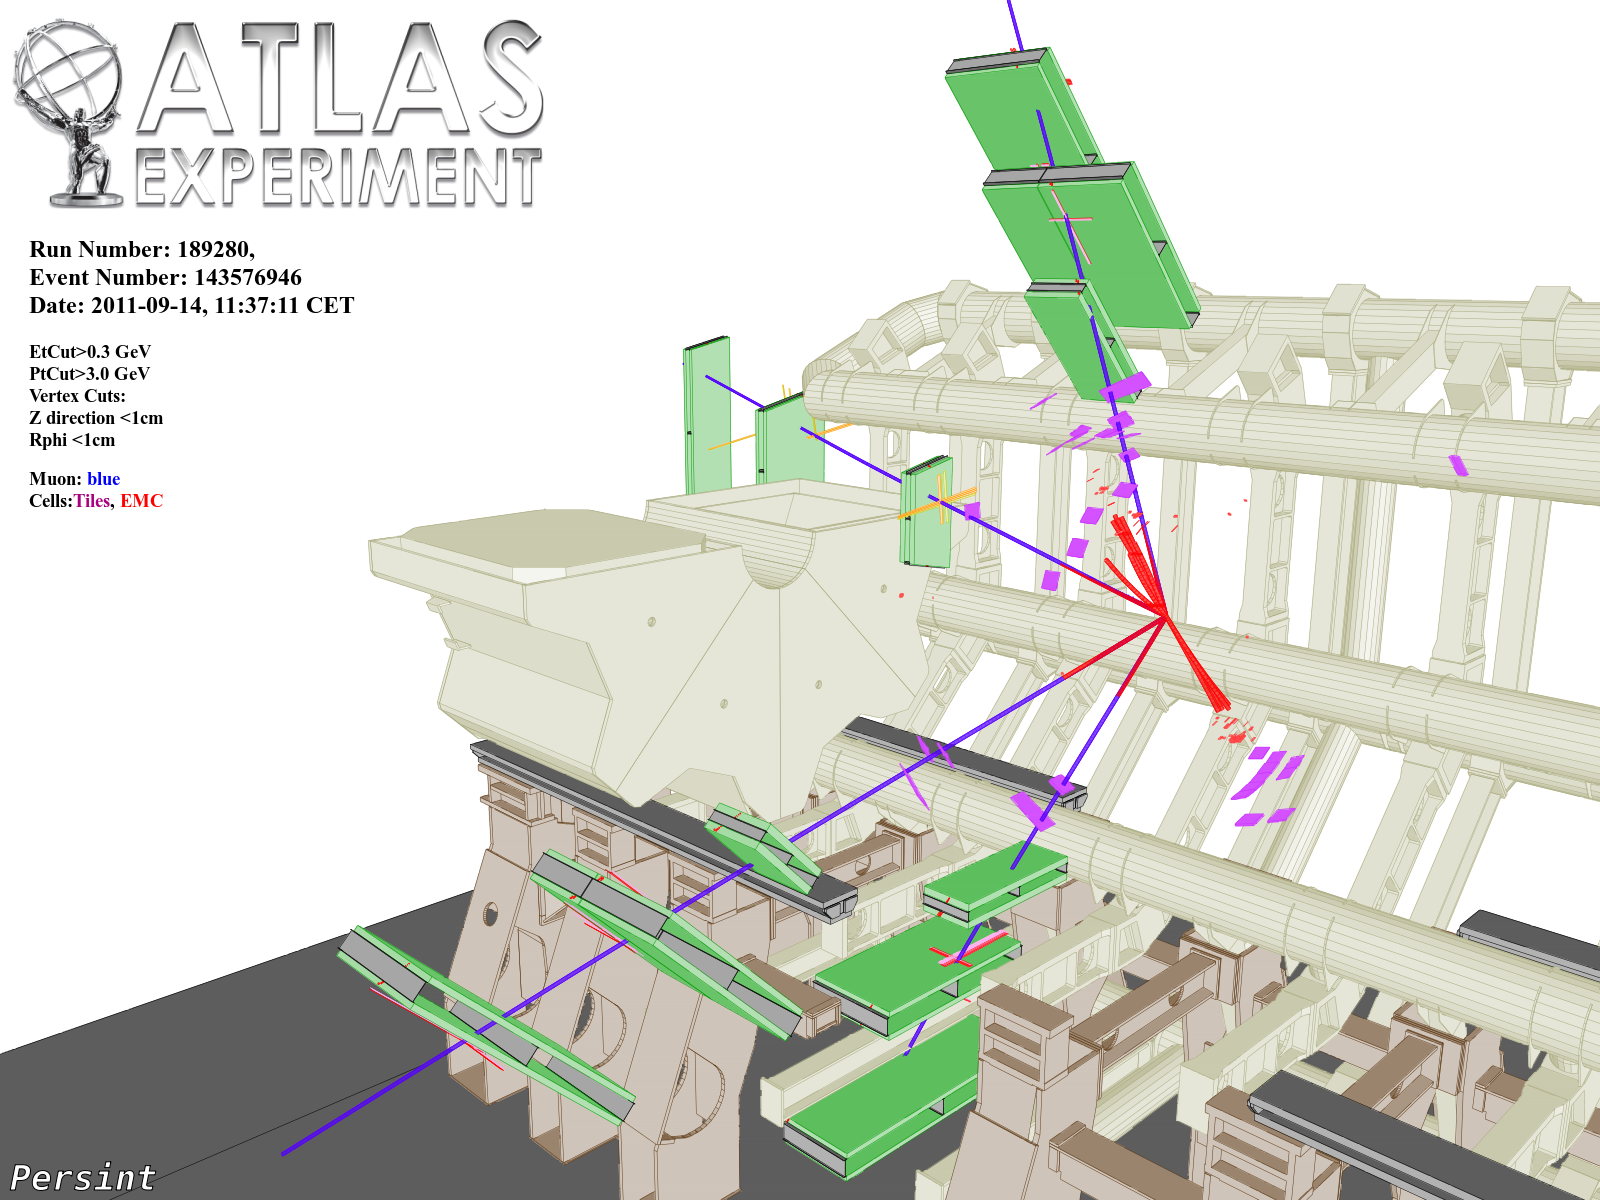 ATLAS
EXPERIMENT
Run Number: 189280,
Event Number: 143576946
Date: 2011-09-14, 11:37:11 CET
EtCut>0.3 GeV
PtCut>3.0 GeV
Vertex Cuts:
Z direction <1cm
Rphi <1cm
Muon: blue
Cells:Tiles, EMC
Persint